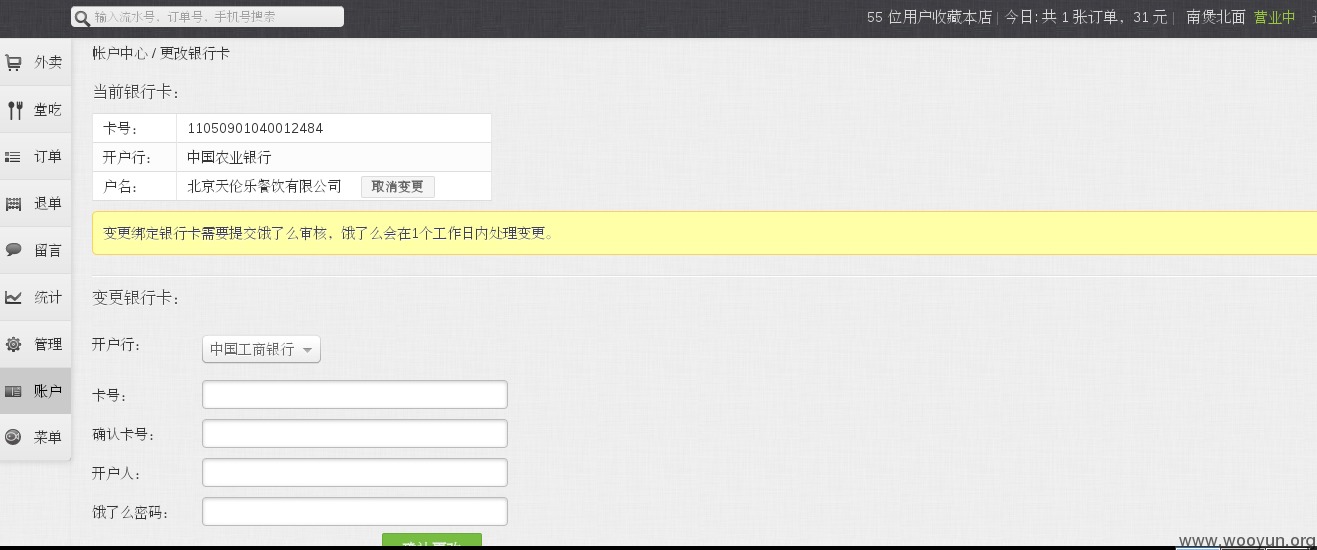 输入流水号，订单号，手机号搜索
55 位用户收藏本店 | 今日: 共 1 张订单，31 元 | 南煲北面 营业中
外卖
堂吃
订单
退单
留言
统计
管理
账户
菜单
帐户中心 / 更改银行卡
当前银行卡：
卡号： 11050901040012484
开户行： 中国农业银行
户名： 北京天伦乐餐饮有限公司 取消变更
变更绑定银行卡需要提交饿了么审核，饿了么会在1个工作日内处理变更。
变更银行卡：
开户行： 中国工商银行
卡号：
确认卡号：
开户人：
饿了么密码：
确认更改
www.wooyun.org